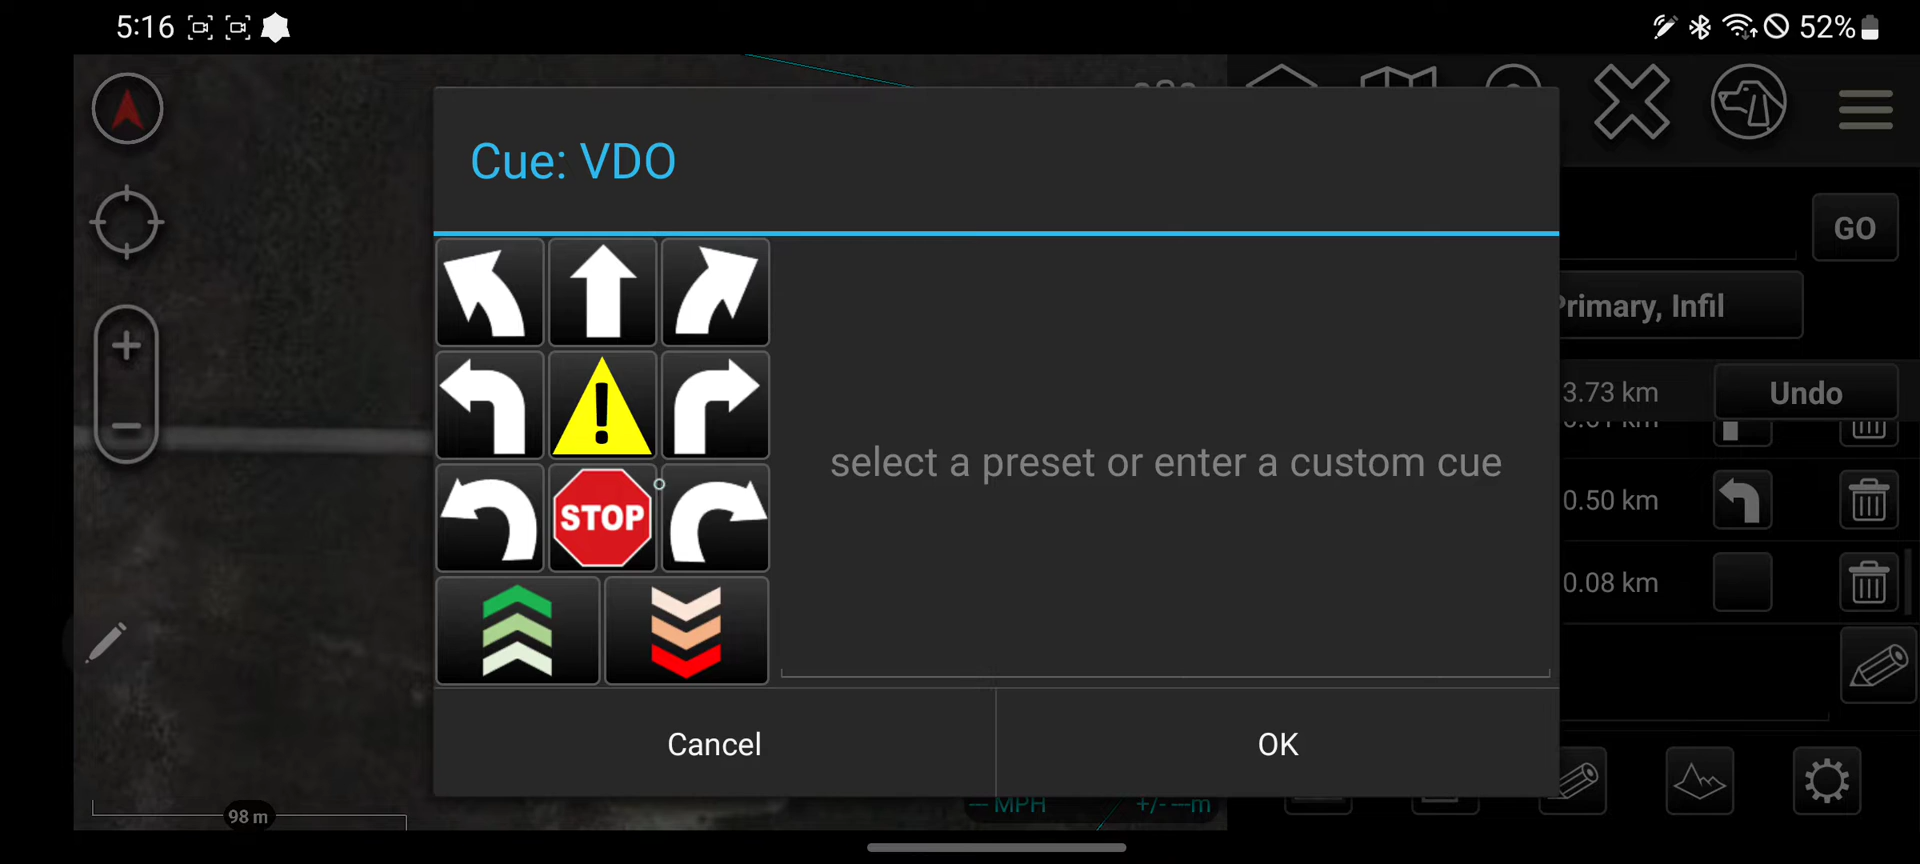 5:16
52%
Cue: VDO
GO
Primary, Infil
3.73 km
Undo
STOP
select a preset or enter a custom cue
0.50 km
0.08 km
Cancel
OK
98 m
--- MPH
+/- ---m